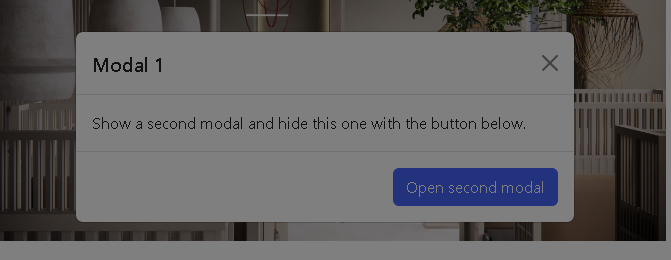 Modal 1
Show a second modal and hide this one with the button below.
Open second modal